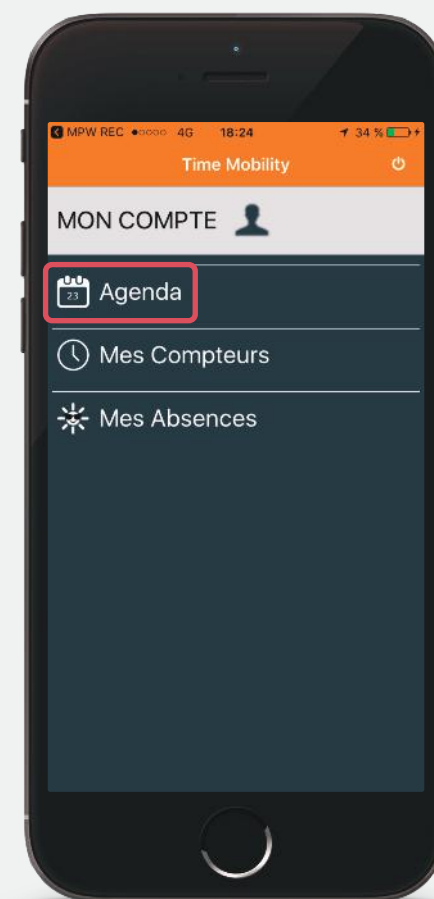 MPW REC 4G 18:24 34 %
Time Mobility
MON COMPTE
23 Agenda
Mes Compteurs
Mes Absences